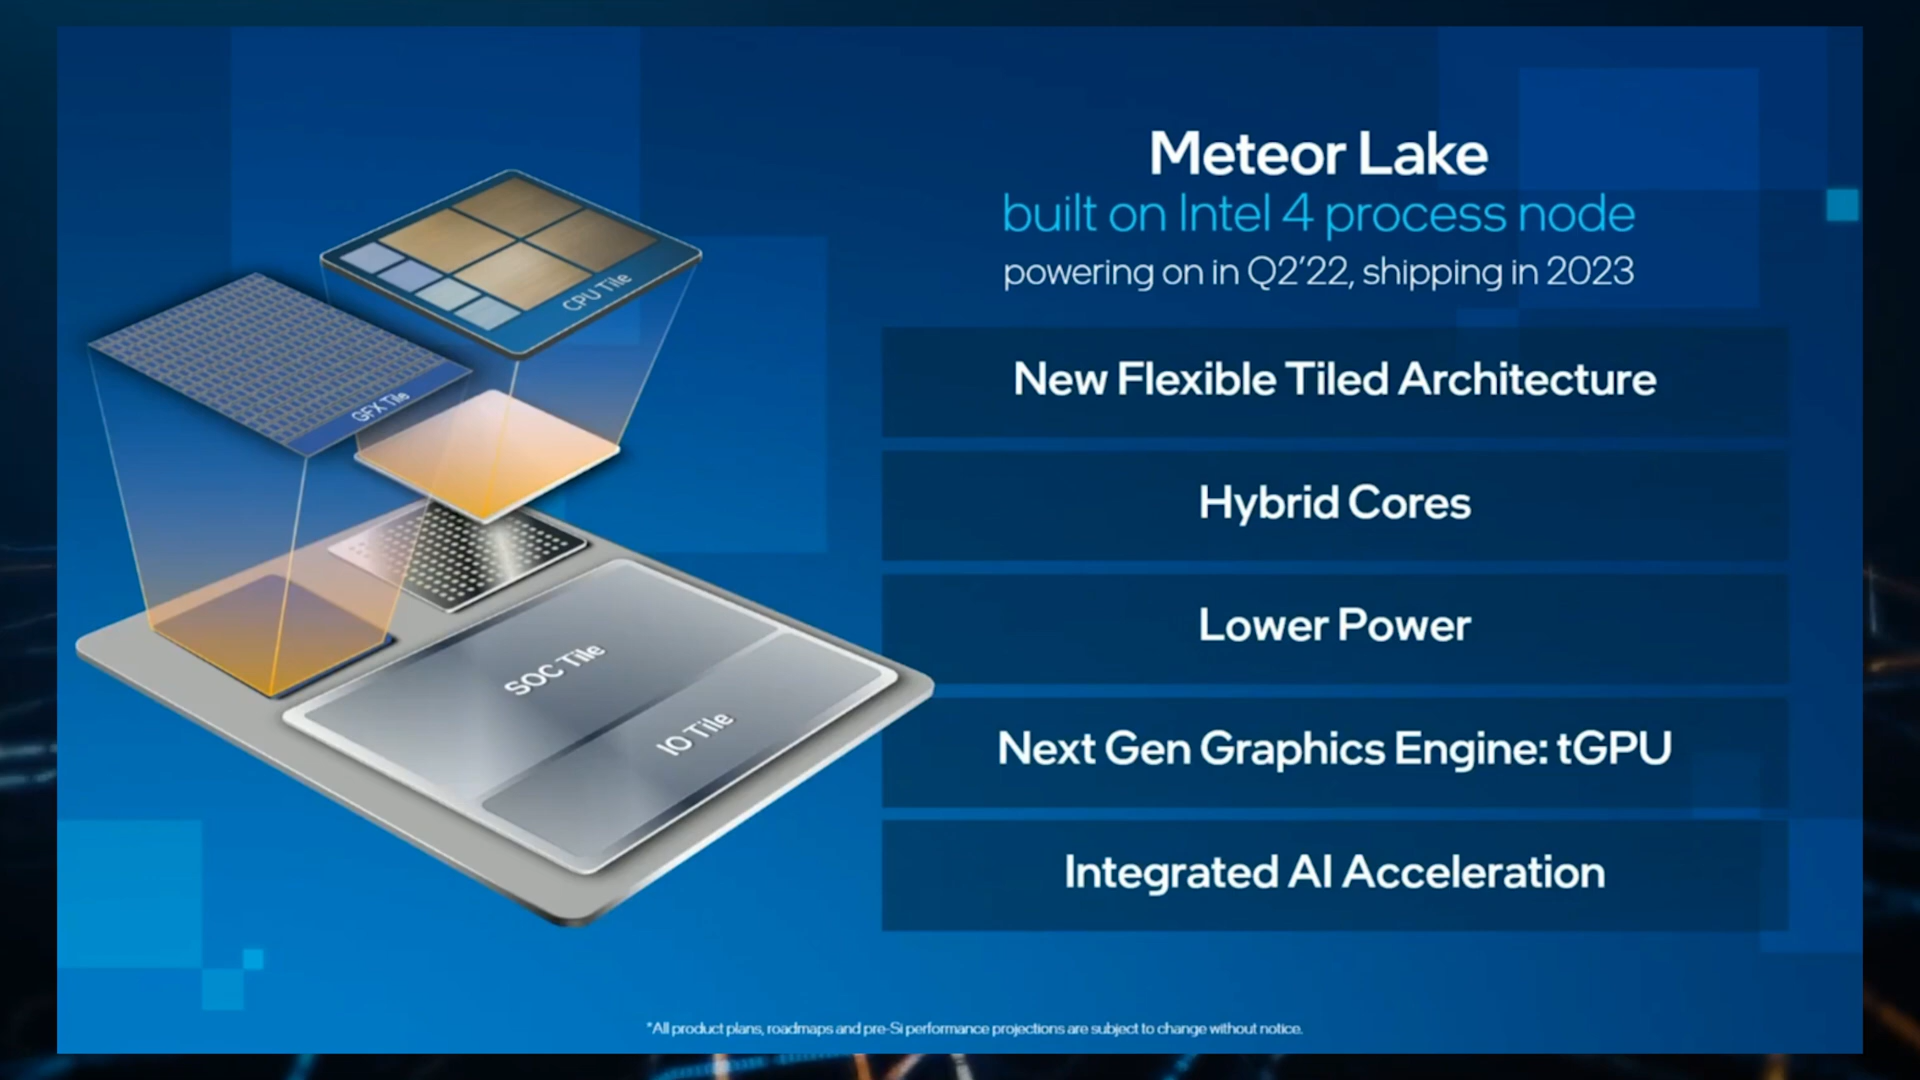 Meteor Lake
built on Intel 4 process node
powering on in Q2'22, shipping in 2023
CPU Tile
GFX Tile
SOC Tile
IO Tile
New Flexible Tiled Architecture
Hybrid Cores
Lower Power
Next Gen Graphics Engine: tGPU
Integrated AI Acceleration
*All product plans, roadmaps and pre-Si performance projections are subject to change without notice.